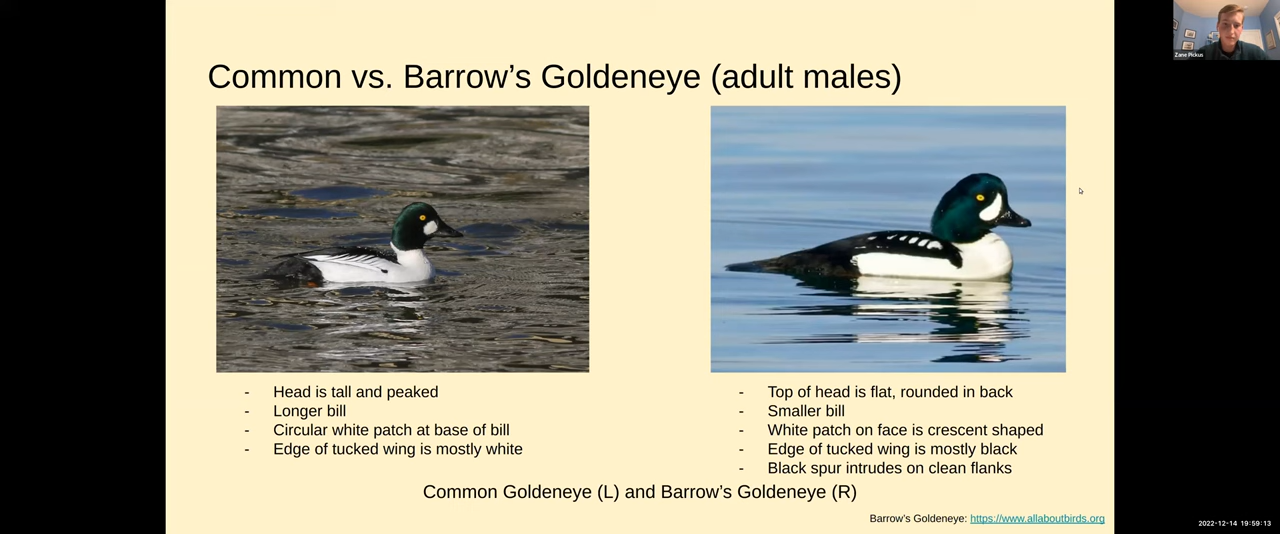 Zane Pickus
Common vs. Barrow's Goldeneye (adult males)
- Head is tall and peaked
- Longer bill
- Circular white patch at base of bill
- Edge of tucked wing is mostly white
- Top of head is flat, rounded in back
- Smaller bill
- White patch on face is crescent shaped
- Edge of tucked wing is mostly black
- Black spur intrudes on clean flanks
Common Goldeneye (L) and Barrow's Goldeneye (R)
Barrow's Goldeneye: https://www.allaboutbirds.org
2022-12-14 19:59:13